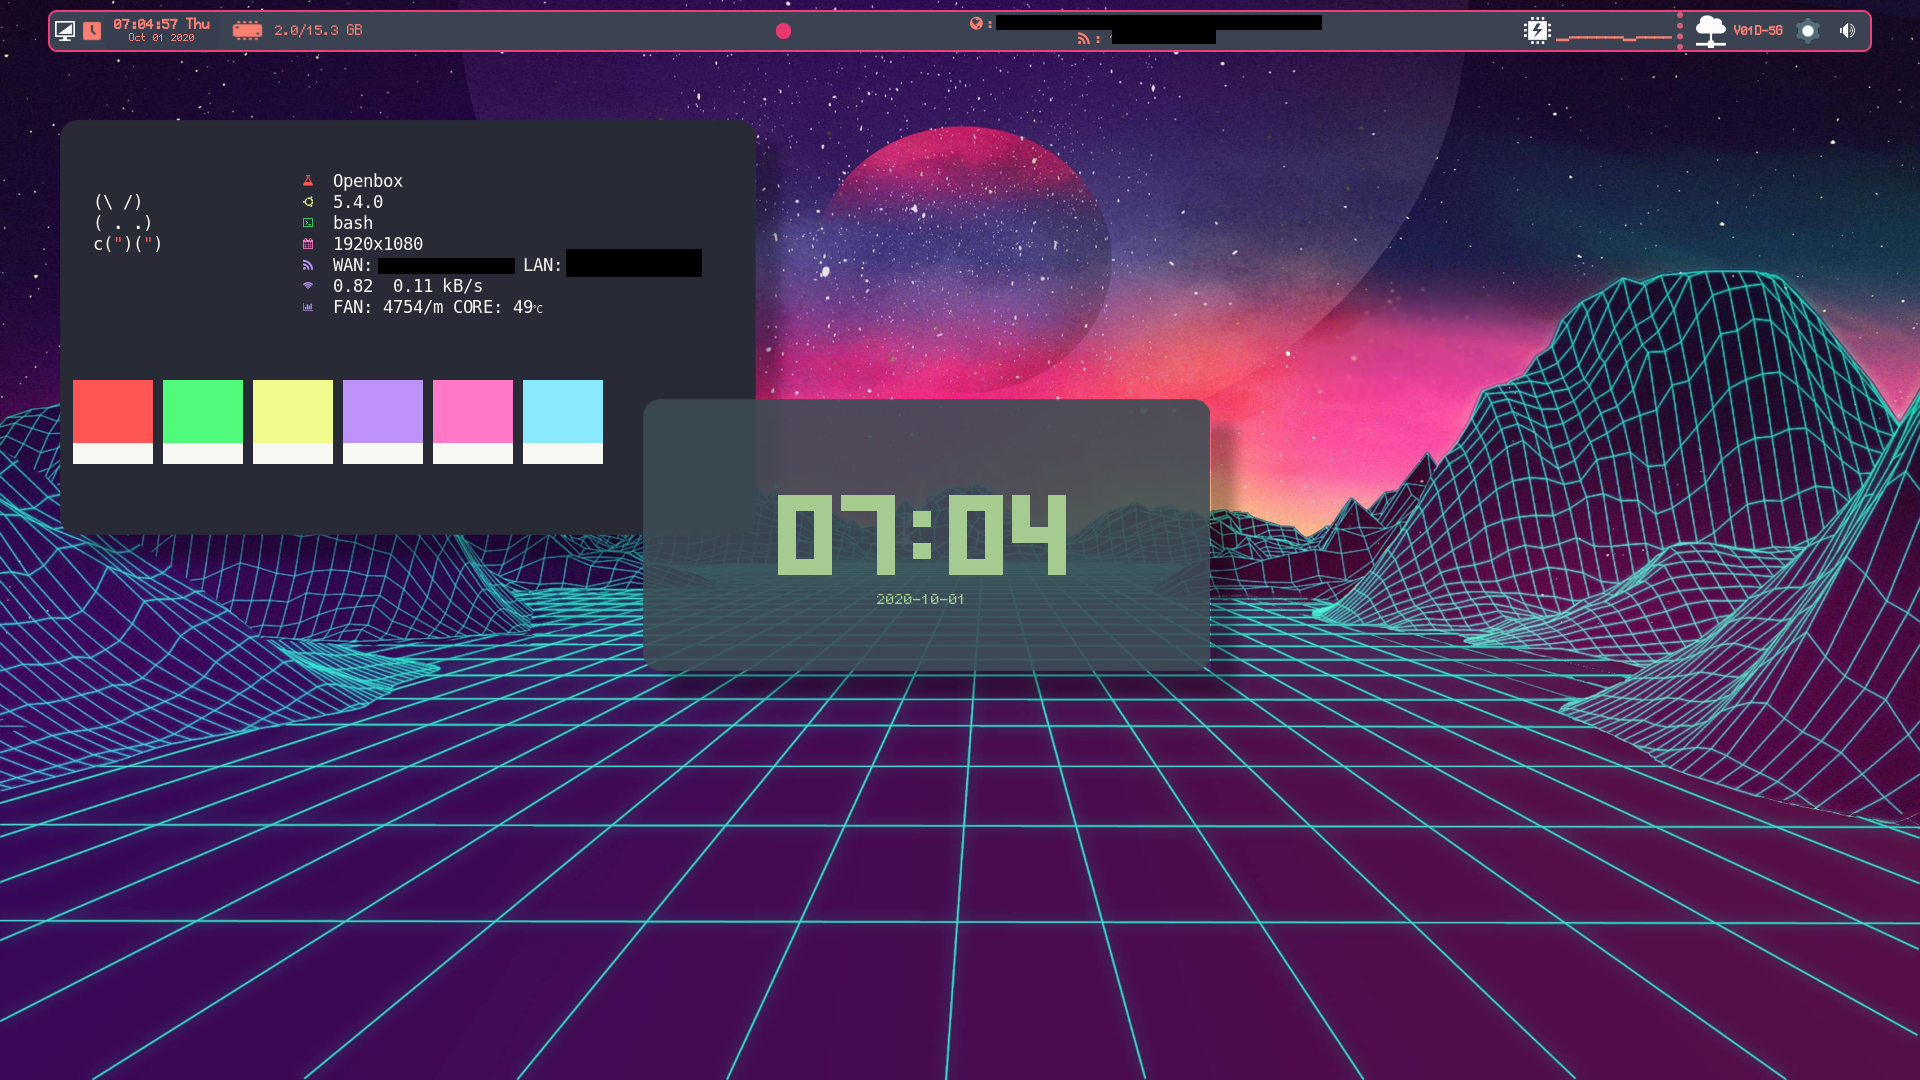 07:04:57 Thu
Oct 01 2020
2.0/15.3 GB
:
:
V01D-5G
Openbox
5.4.0
bash
1920x1080
WAN: LAN:
0.82 0.11 kB/s
FAN: 4754/m CORE: 49°C
(\ /)
( . .)
c(")(")
07:04
2020-10-01